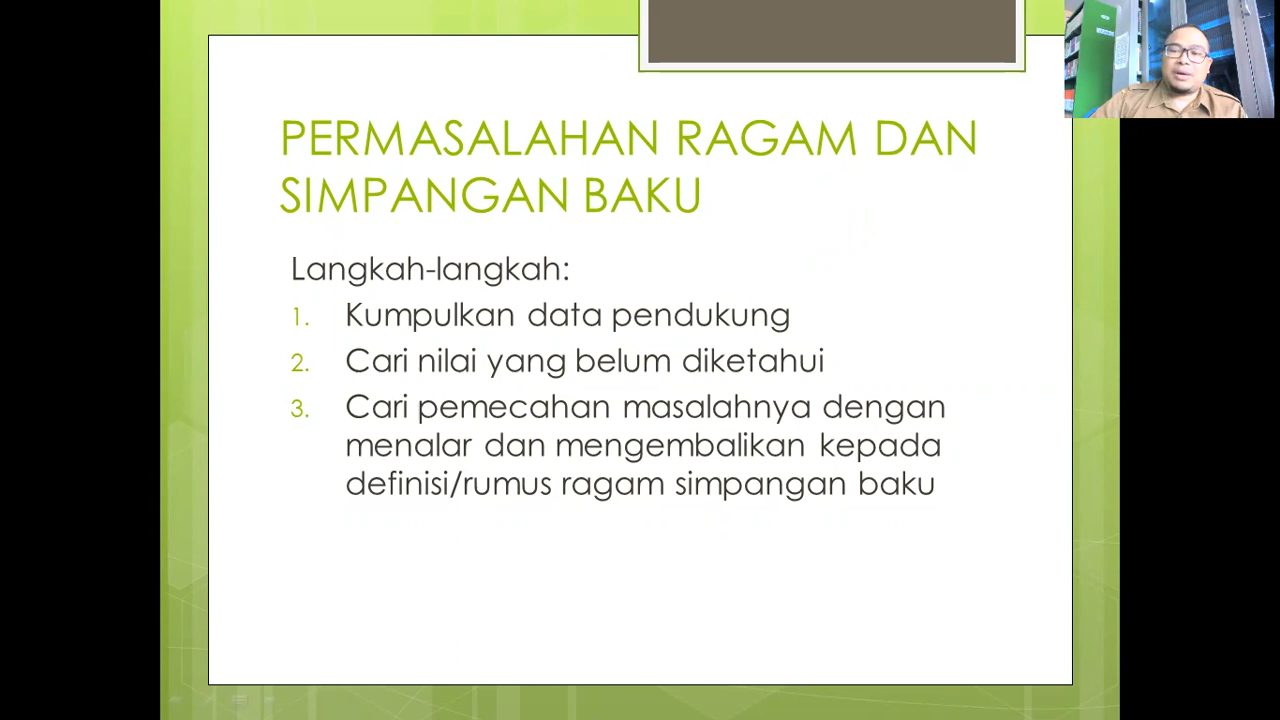 PERMASALAHAN RAGAM DAN
SIMPANGAN BAKU
Langkah-langkah:
1. Kumpulkan data pendukung
2. Cari nilai yang belum diketahui
3. Cari pemecahan masalahnya dengan
menalar dan mengembalikan kepada
definisi/rumus ragam simpangan baku